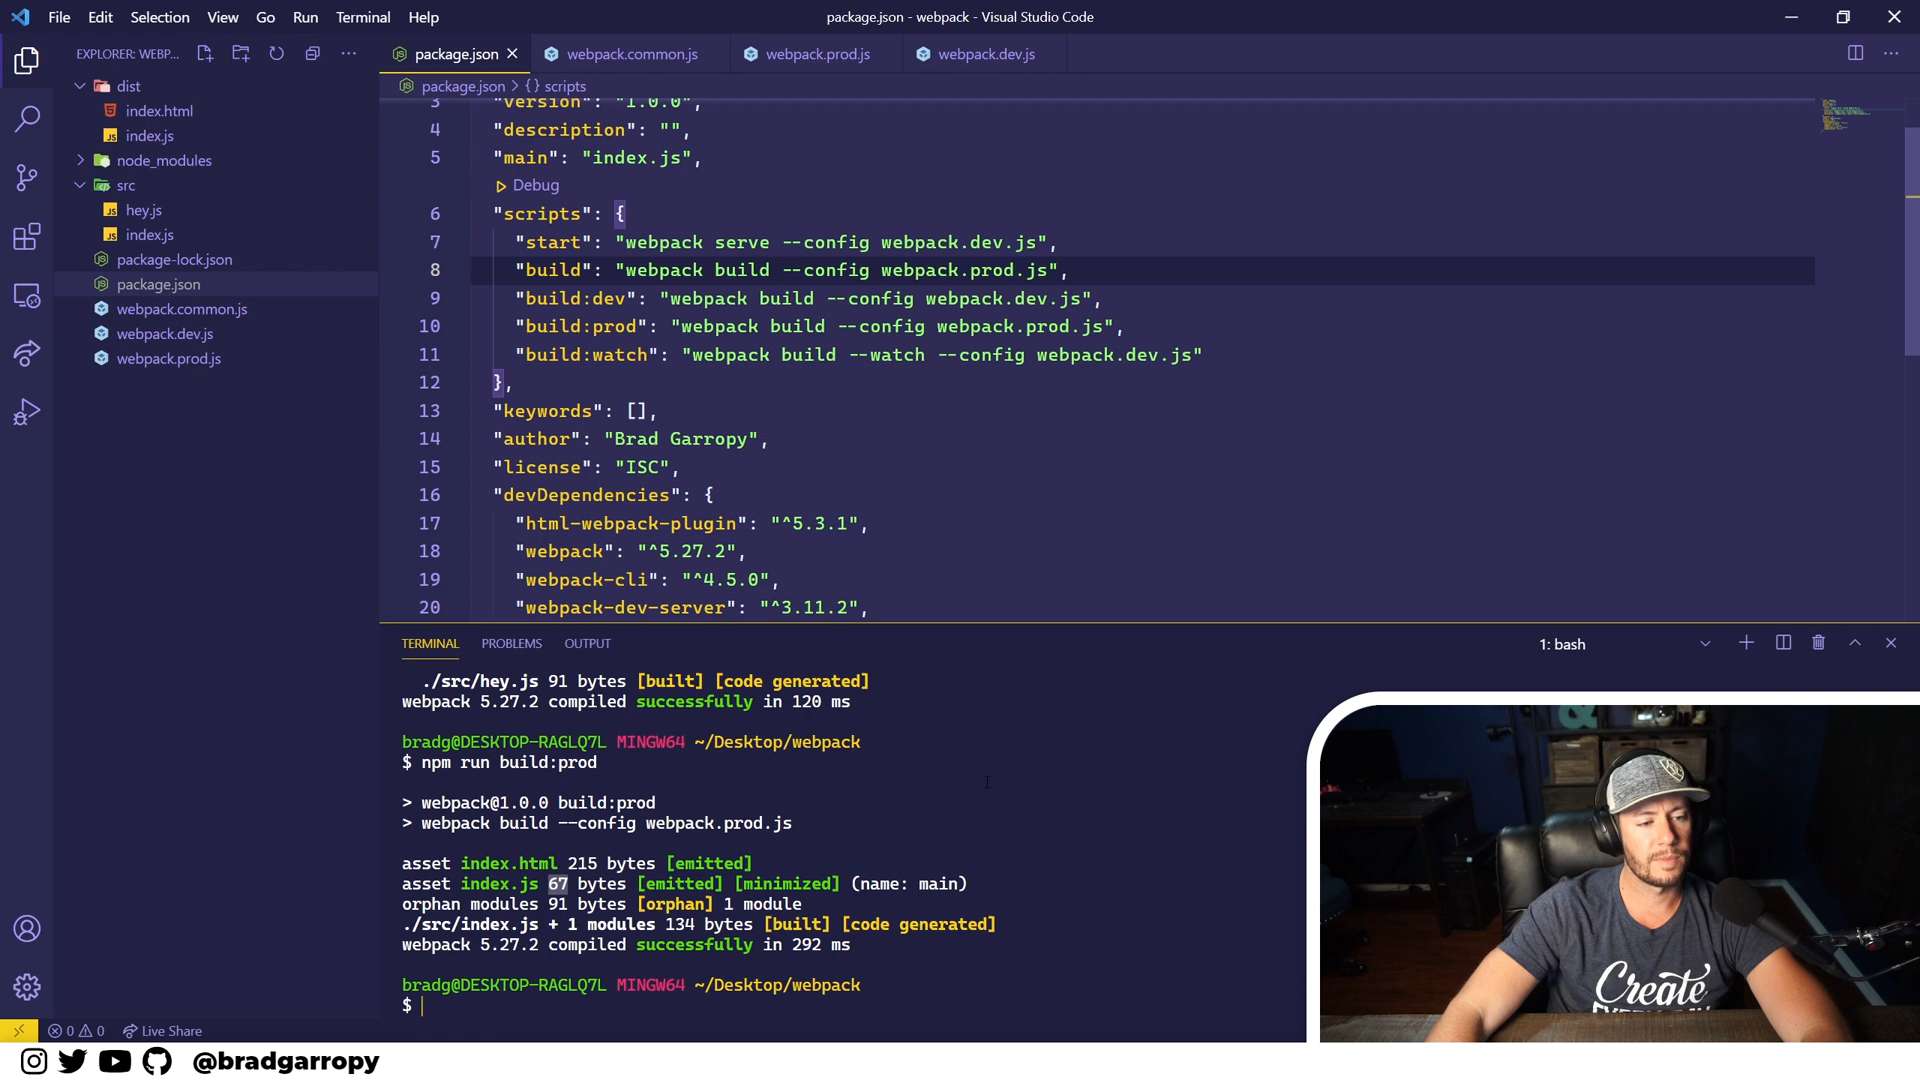 File Edit Selection View Go Run Terminal Help
package.json - webpack - Visual Studio Code
EXPLORER: WEBP...
package.json
webpack.common.js
webpack.prod.js
webpack.dev.js
dist
index.html
index.js
node_modules
src
hey.js
index.js
package-lock.json
package.json
webpack.common.js
webpack.dev.js
webpack.prod.js
package.json > {} scripts
3 "version": "1.0.0",
4 "description": "",
5 "main": "index.js",
Debug
6 "scripts": {
7 "start": "webpack serve --config webpack.dev.js",
8 "build": "webpack build --config webpack.prod.js",
9 "build:dev": "webpack build --config webpack.dev.js",
10 "build:prod": "webpack build --config webpack.prod.js",
11 "build:watch": "webpack build --watch --config webpack.dev.js"
12 },
13 "keywords": [],
14 "author": "Brad Garropy",
15 "license": "ISC",
16 "devDependencies": {
17 "html-webpack-plugin": "^5.3.1",
18 "webpack": "^5.27.2",
19 "webpack-cli": "^4.5.0",
20 "webpack-dev-server": "^3.11.2",
TERMINAL PROBLEMS OUTPUT
1: bash
./src/hey.js 91 bytes [built] [code generated]
webpack 5.27.2 compiled successfully in 120 ms
bradg@DESKTOP-RAGLQ7L MINGW64 ~/Desktop/webpack
$ npm run build:prod
> webpack@1.0.0 build:prod
> webpack build --config webpack.prod.js
asset index.html 215 bytes [emitted]
asset index.js 67 bytes [emitted] [minimized] (name: main)
orphan modules 91 bytes [orphan] 1 module
./src/index.js + 1 modules 134 bytes [built] [code generated]
webpack 5.27.2 compiled successfully in 292 ms
bradg@DESKTOP-RAGLQ7L MINGW64 ~/Desktop/webpack
$
Create
0 0 Live Share
@bradgarropy